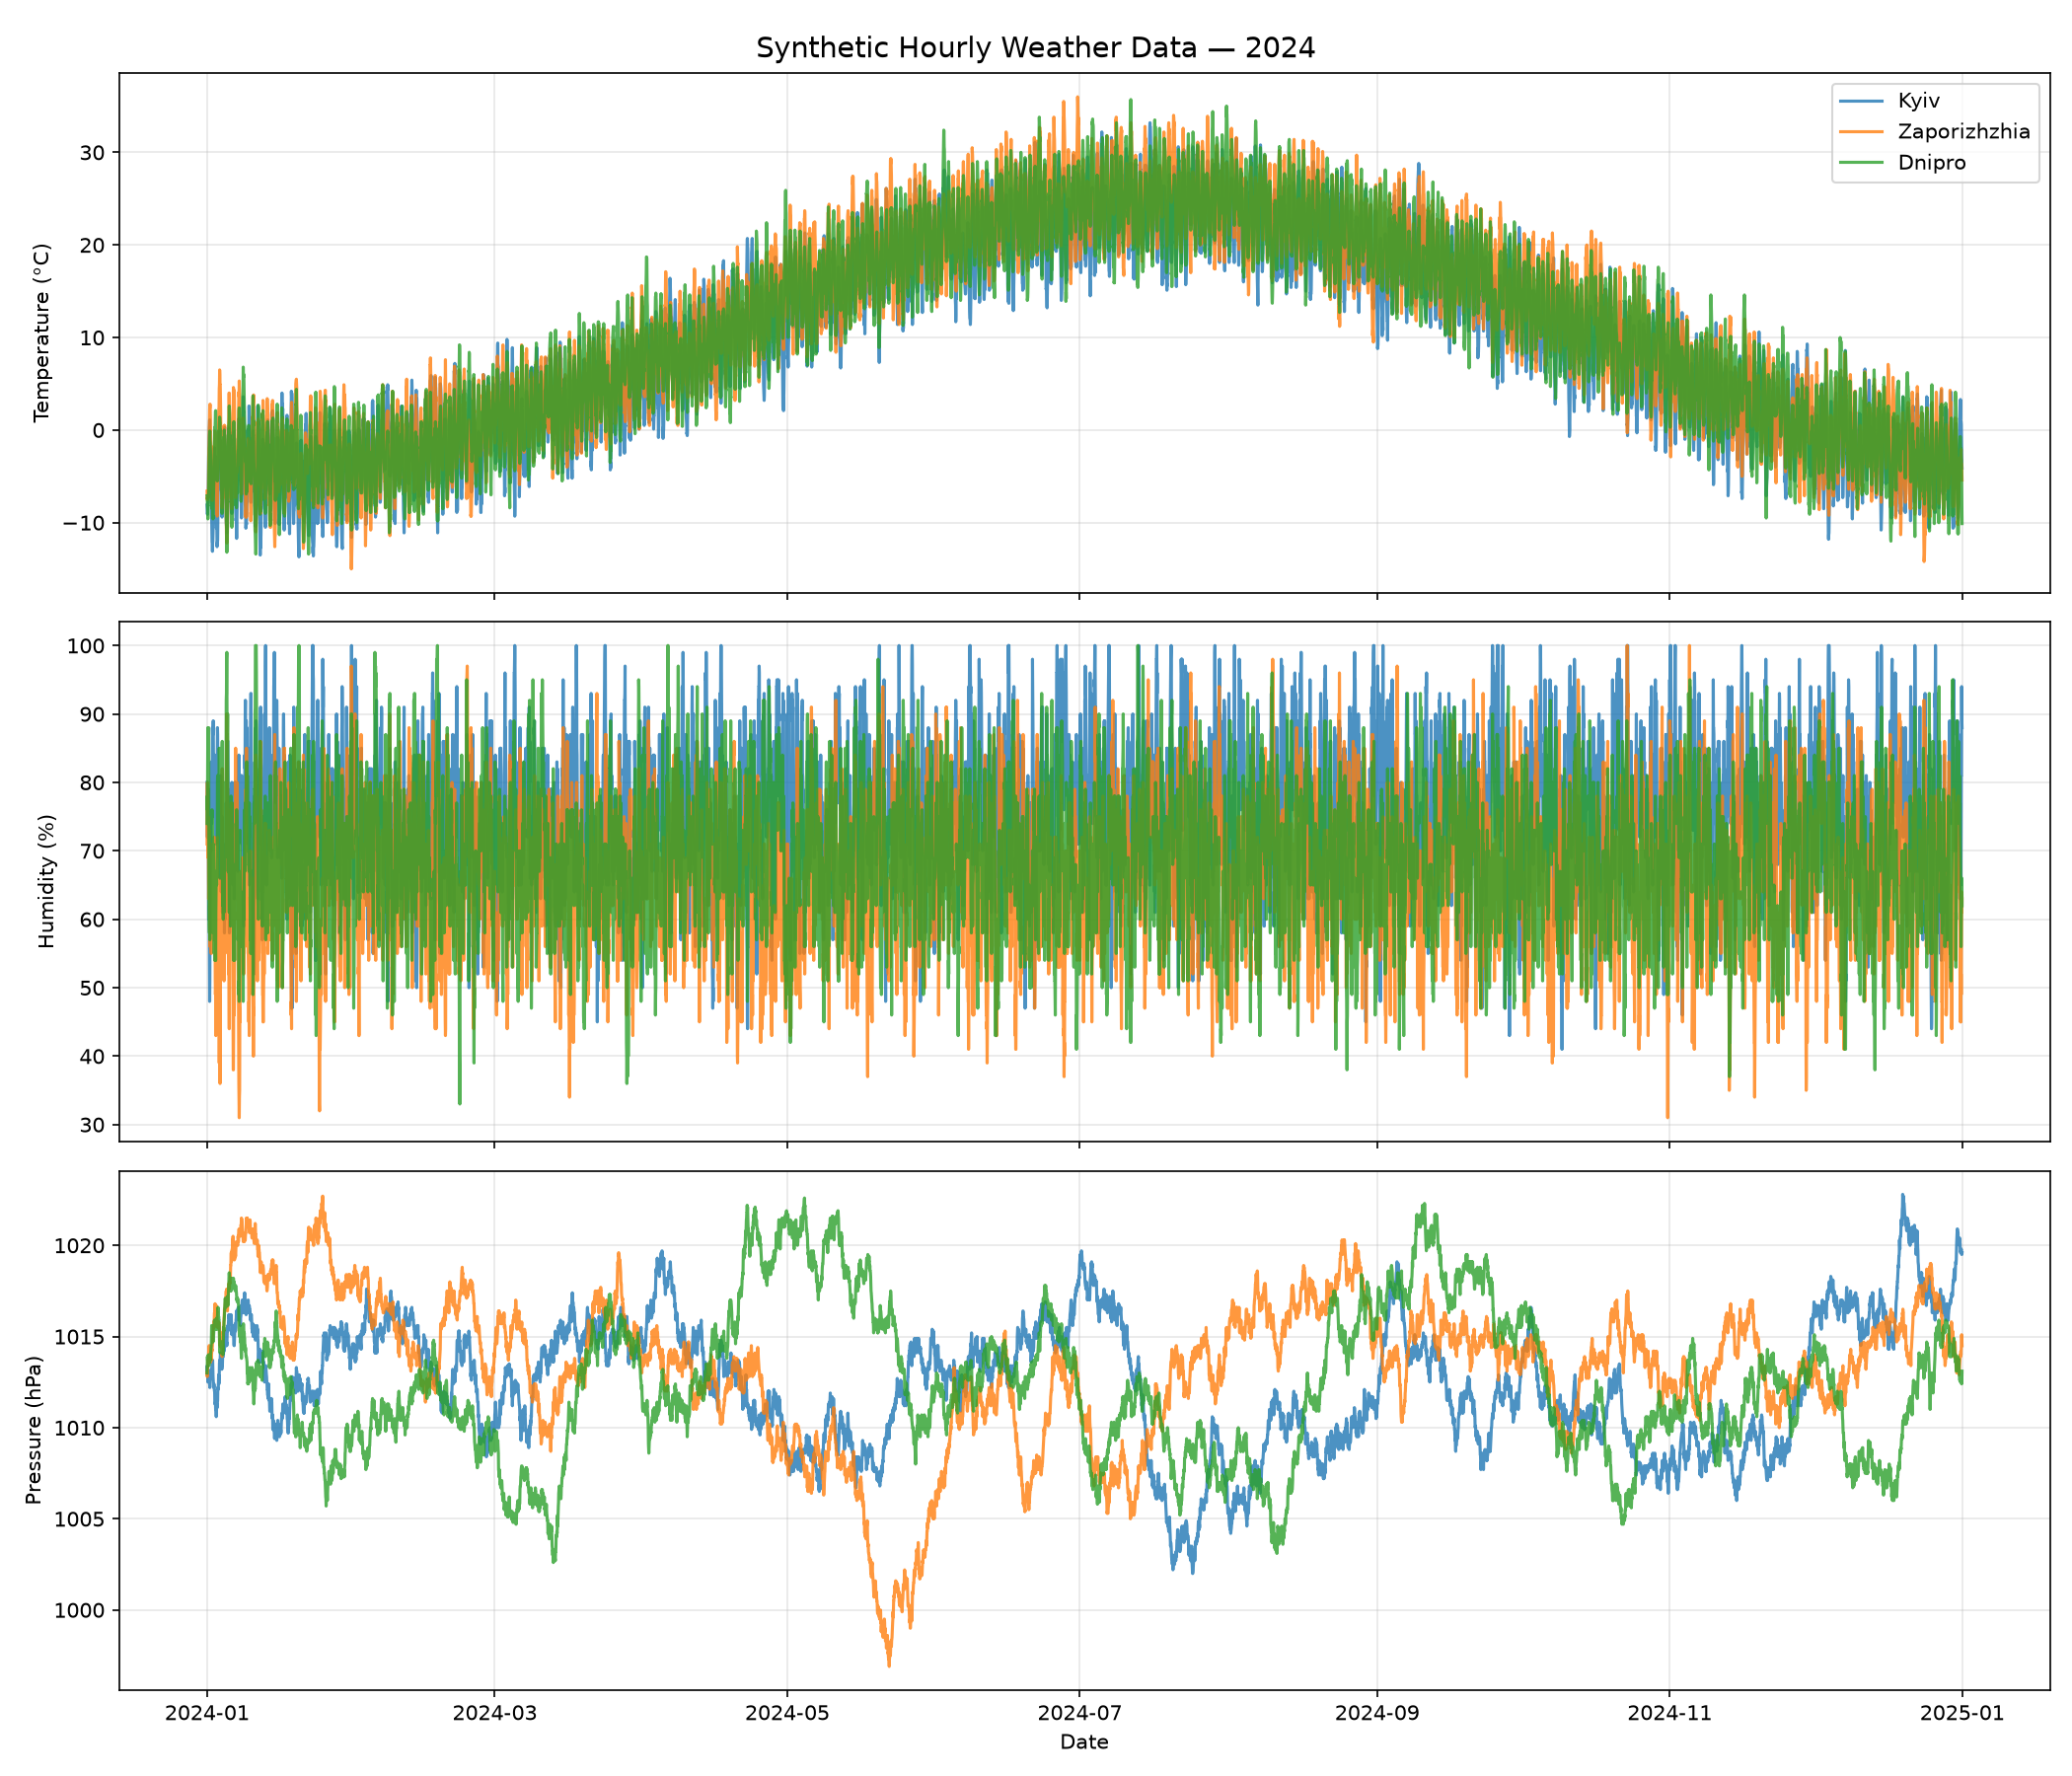 Synthetic Hourly Weather Data — 2024
Kyiv
Zaporizhzhia
Dnipro
Temperature (°C)
30
20
10
0
−10
Humidity (%)
100
90
80
70
60
50
40
30
Pressure (hPa)
1020
1015
1010
1005
1000
2024-01 2024-03 2024-05 2024-07 2024-09 2024-11 2025-01
Date